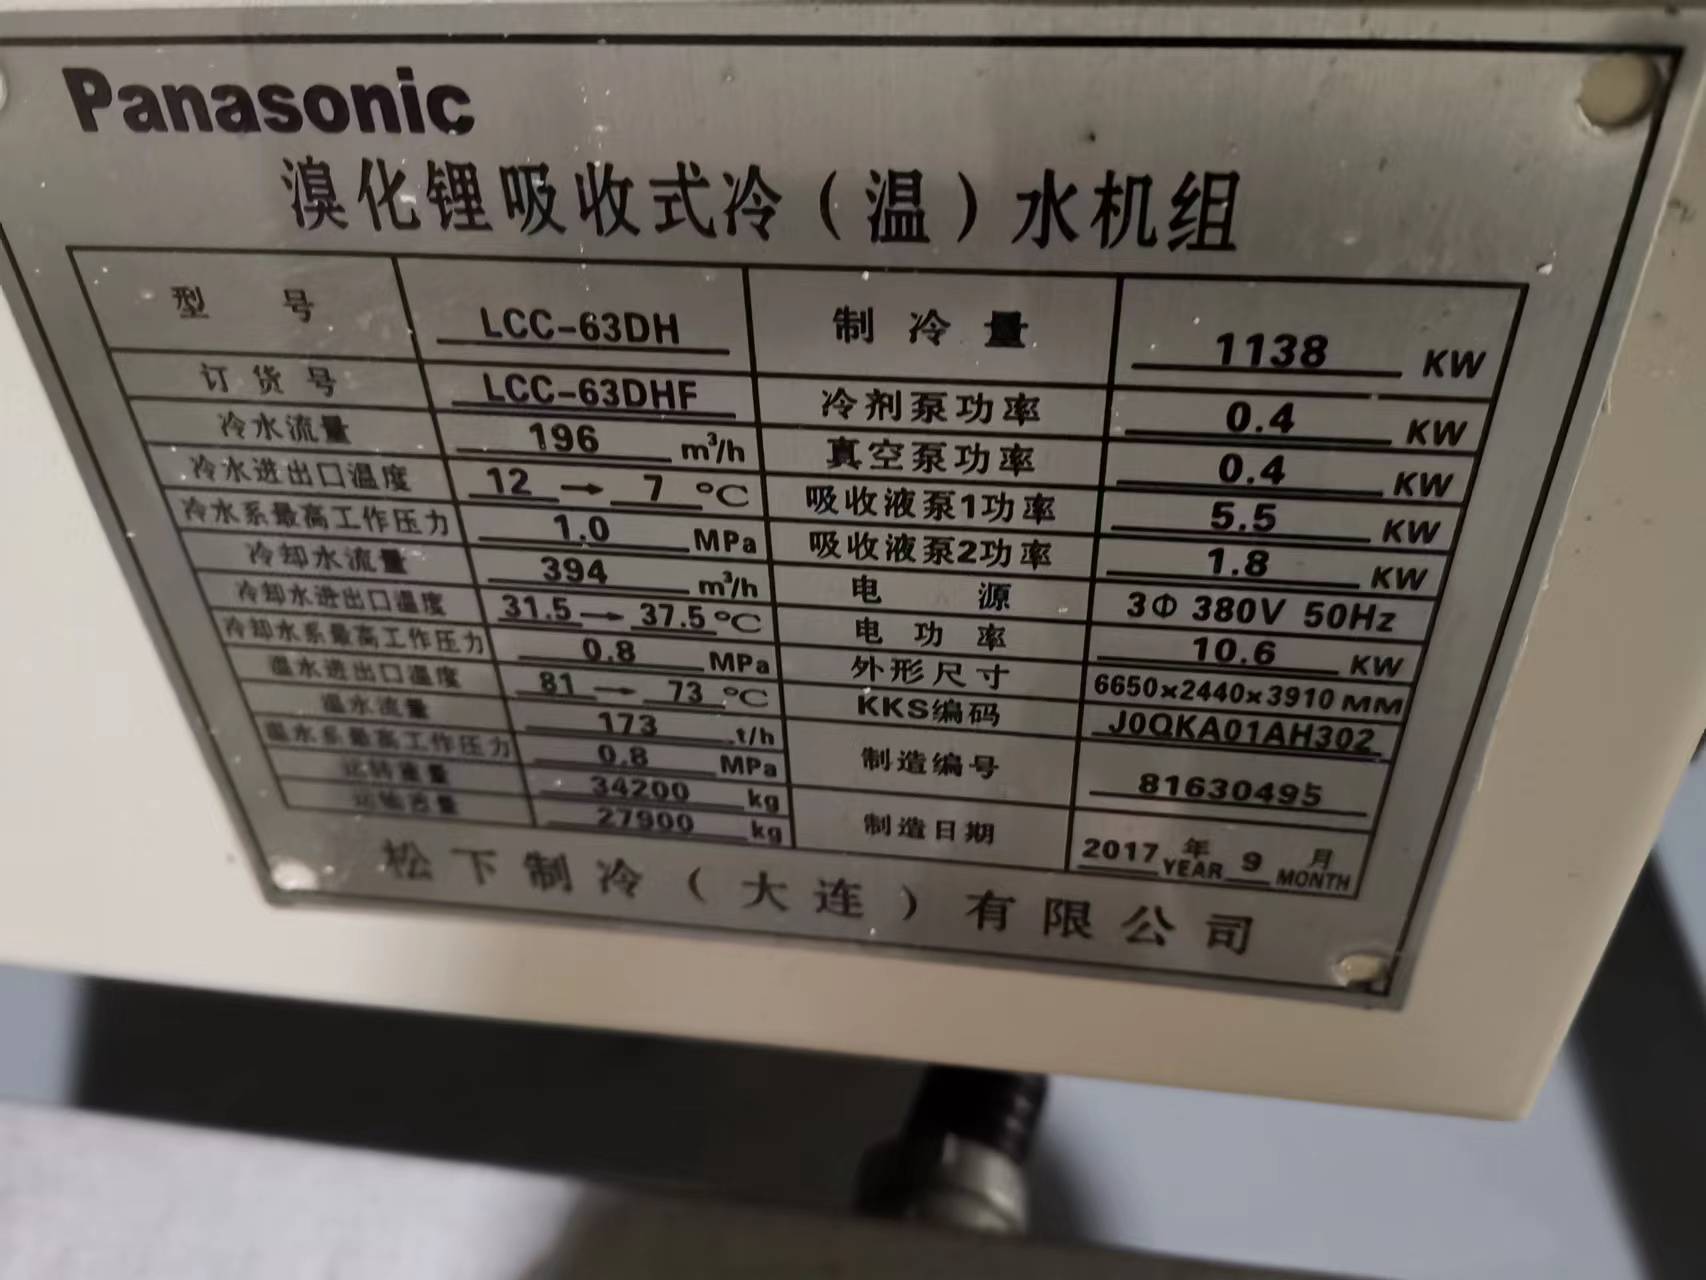 Panasonic
溴化锂吸收式冷（温）水机组
型号 LCC-63DH
订货号 LCC-63DHF
冷水流量 196 m³/h
冷水进出口温度 12 → 7 °C
冷水系最高工作压力 1.0 MPa
冷却水流量 394 m³/h
冷却水进出口温度 31.5 → 37.5 °C
冷却水系最高工作压力 0.8 MPa
温水进出口温度 81 → 73 °C
温水流量 173 t/h
温水系最高工作压力 0.8 MPa
运转重量 34200 kg
运输质量 27900 kg
制冷量 1138 KW
冷剂泵功率 0.4 KW
真空泵功率 0.4 KW
吸收液泵1功率 5.5 KW
吸收液泵2功率 1.8 KW
电源 3Φ 380V 50Hz
电功率 10.6 KW
外形尺寸 6650×2440×3910 MM
KKS编码 J0QKA01AH302
制造编号 81630495
制造日期 2017 年 YEAR 9 月 MONTH
松下制冷（大连）有限公司